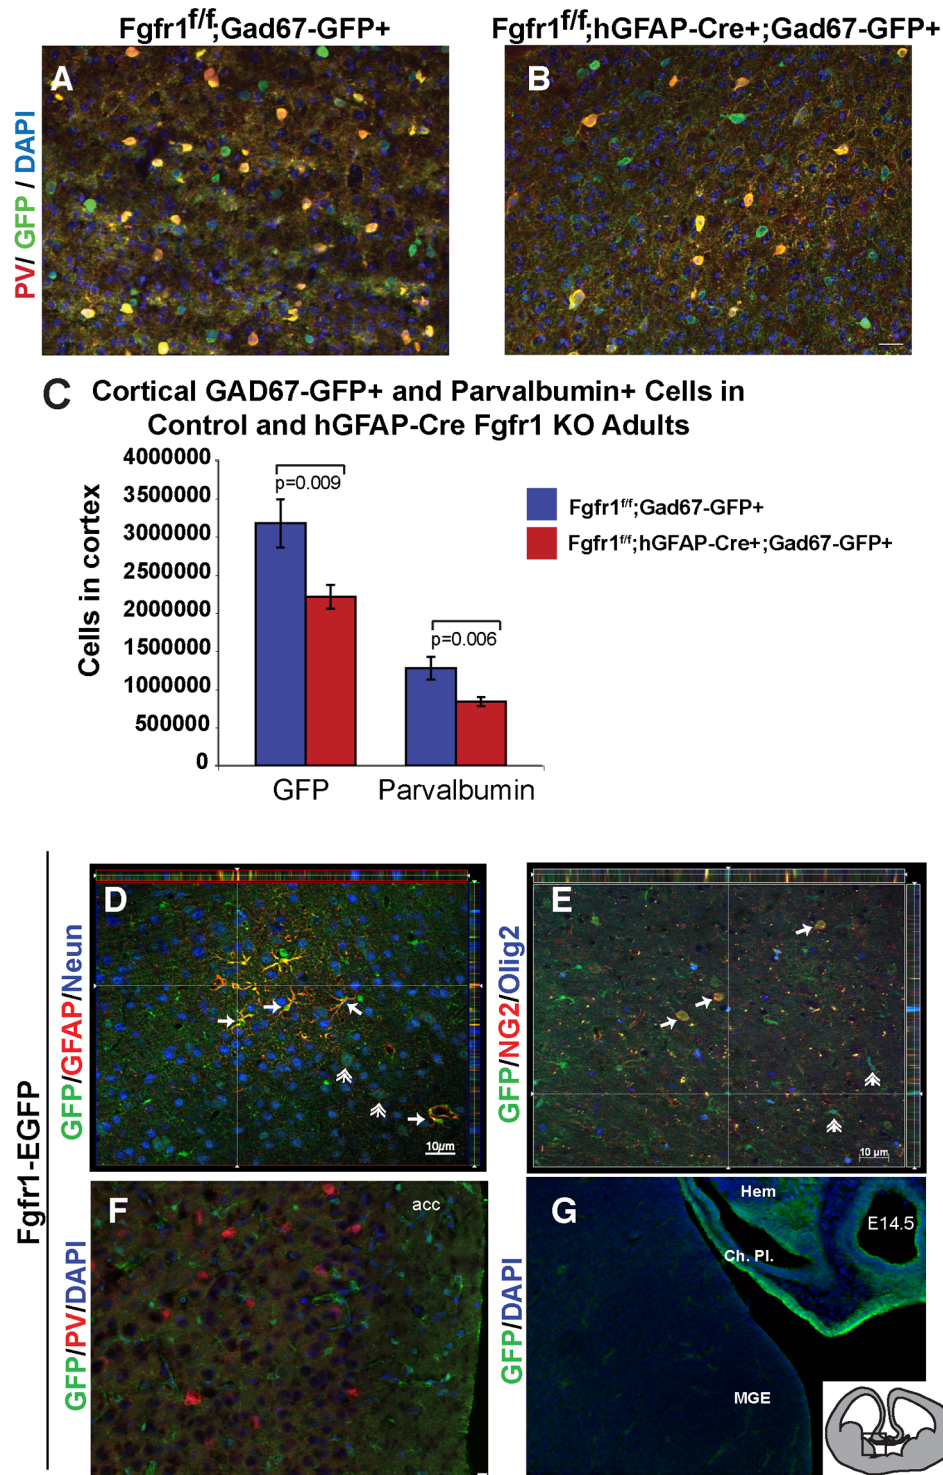 Fgfr1f/f;Gad67-GFP+
Fgfr1f/f;hGFAP-Cre+;Gad67-GFP+
PV/ GFP / DAPI
A
B
C Cortical GAD67-GFP+ and Parvalbumin+ Cells in
Control and hGFAP-Cre Fgfr1 KO Adults
Cells in cortex
4000000
3500000
3000000
2500000
2000000
1500000
1000000
500000
0
p=0.009
p=0.006
GFP
Parvalbumin
Fgfr1f/f;Gad67-GFP+
Fgfr1f/f;hGFAP-Cre+;Gad67-GFP+
Fgfr1-EGFP
GFP/GFAP/Neun
D
10µm
GFP/NG2/Olig2
E
10 µm
GFP/PV/DAPI
F
acc
GFP/DAPI
G
Hem
E14.5
Ch. Pl.
MGE